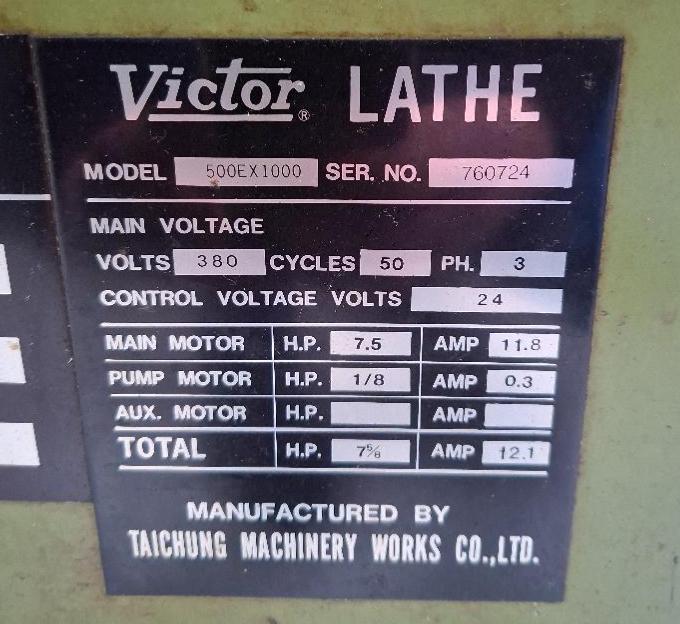 Victor® LATHE
MODEL 500EX1000 SER. NO. 760724
MAIN VOLTAGE
VOLTS 380 CYCLES 50 PH. 3
CONTROL VOLTAGE VOLTS 24
MAIN MOTOR H.P. 7.5 AMP 11.8
PUMP MOTOR H.P. 1/8 AMP 0.3
AUX. MOTOR H.P. AMP
TOTAL H.P. 7⅝ AMP 12.1
MANUFACTURED BY
TAICHUNG MACHINERY WORKS CO.,LTD.